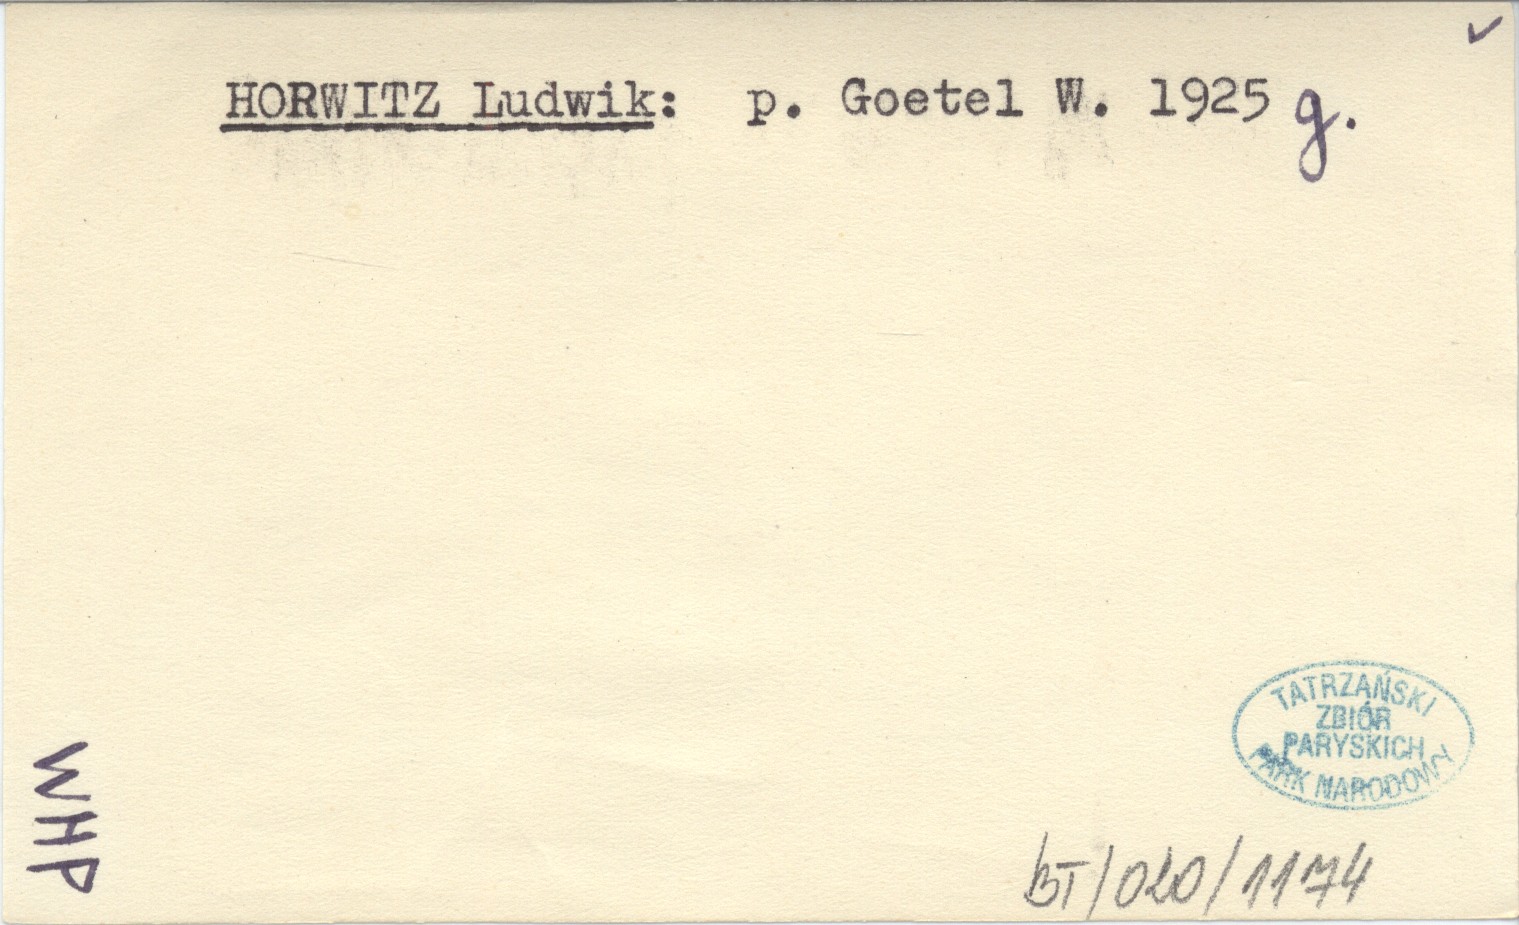 HORWITZ Ludwik: p. Goetel W. 1925 g.
TATRZAŃSKI
ZBIÓR
PARYSKICH
PARK NARODOWY
BT/020/1174
WHP